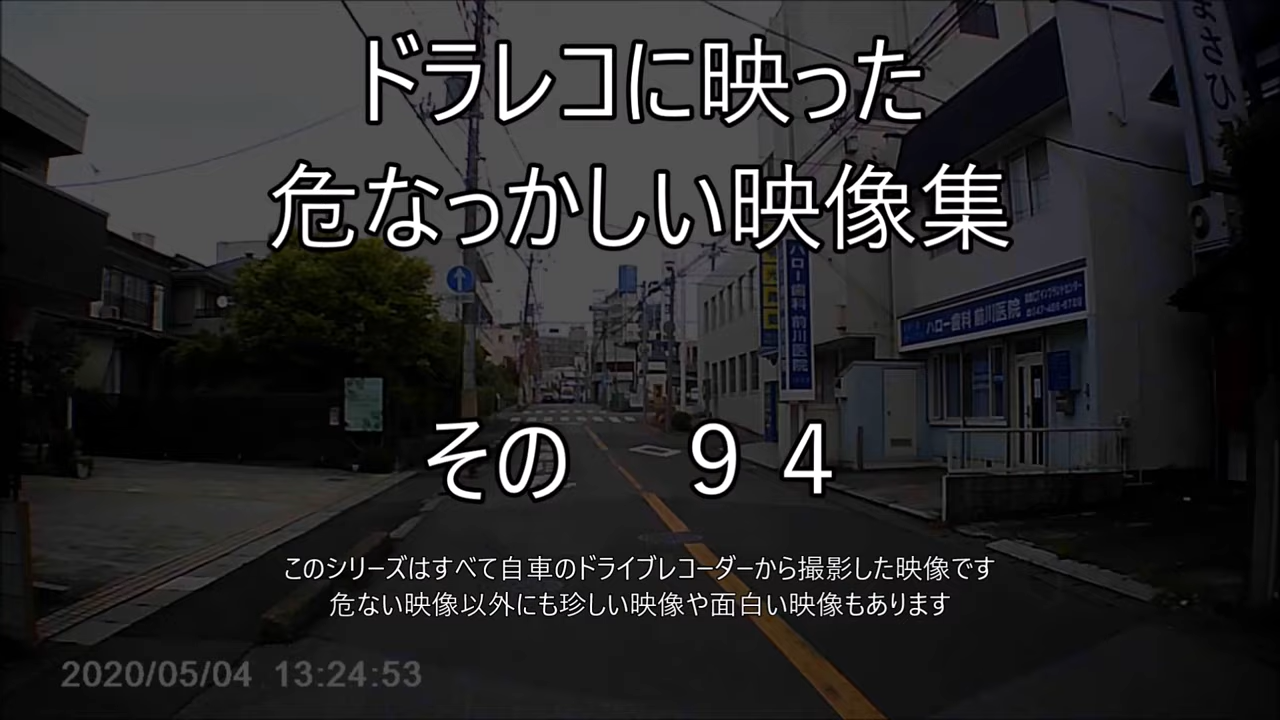 ドラレコに映った
危なっかしい映像集
その　９４
このシリーズはすべて自車のドライブレコーダーから撮影した映像です
危ない映像以外にも珍しい映像や面白い映像もあります
ハロー歯科 前川医院
ハロー歯科 前川医院
2020/05/04 13:24:53